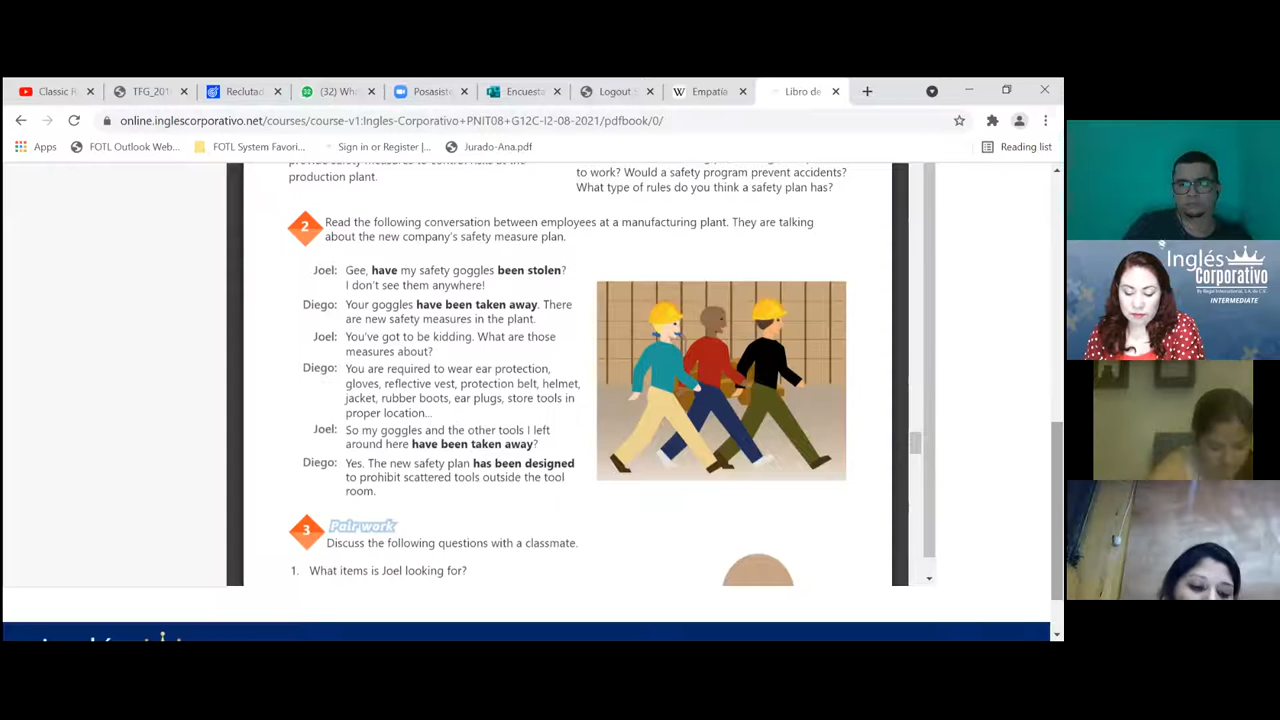 Classic R
TFG_201
Reclutad
(32) Wha
Posasiste
Encuesta
Logout S
Empatía
Libro de
online.inglescorporativo.net/courses/course-v1:Ingles-Corporativo+PNIT08+G12C-I2-08-2021/pdfbook/0/
Apps
FOTL Outlook Web...
FOTL System Favori...
Sign in or Register |...
Jurado-Ana.pdf
Reading list
production plant.
to work? Would a safety program prevent accidents?
What type of rules do you think a safety plan has?
2
Read the following conversation between employees at a manufacturing plant. They are talking
about the new company's safety measure plan.
Joel: Gee, have my safety goggles been stolen?
I don't see them anywhere!
Diego: Your goggles have been taken away. There
are new safety measures in the plant.
Joel: You've got to be kidding. What are those
measures about?
Diego: You are required to wear ear protection,
gloves, reflective vest, protection belt, helmet,
jacket, rubber boots, ear plugs, store tools in
proper location...
Joel: So my goggles and the other tools I left
around here have been taken away?
Diego: Yes. The new safety plan has been designed
to prohibit scattered tools outside the tool
room.
3 Pair work
Discuss the following questions with a classmate.
1. What items is Joel looking for?
Inglés
Corporativo
By Regal International, S.A. de C.V.
INTERMEDIATE